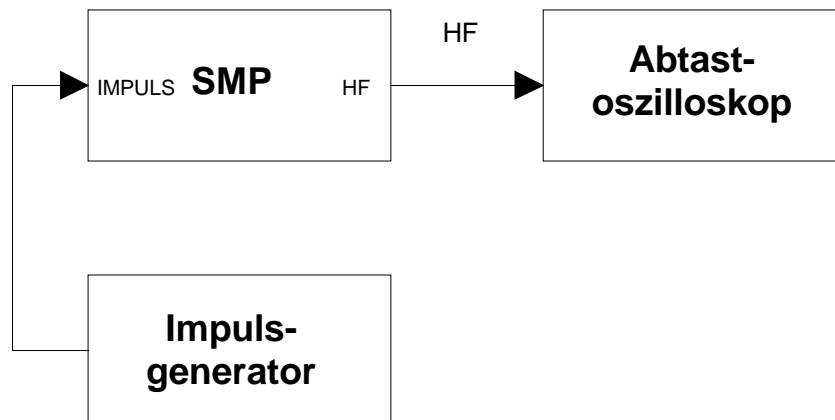 HF
IMPULS SMP HF
Abtast-
oszilloskop
Impuls-
generator